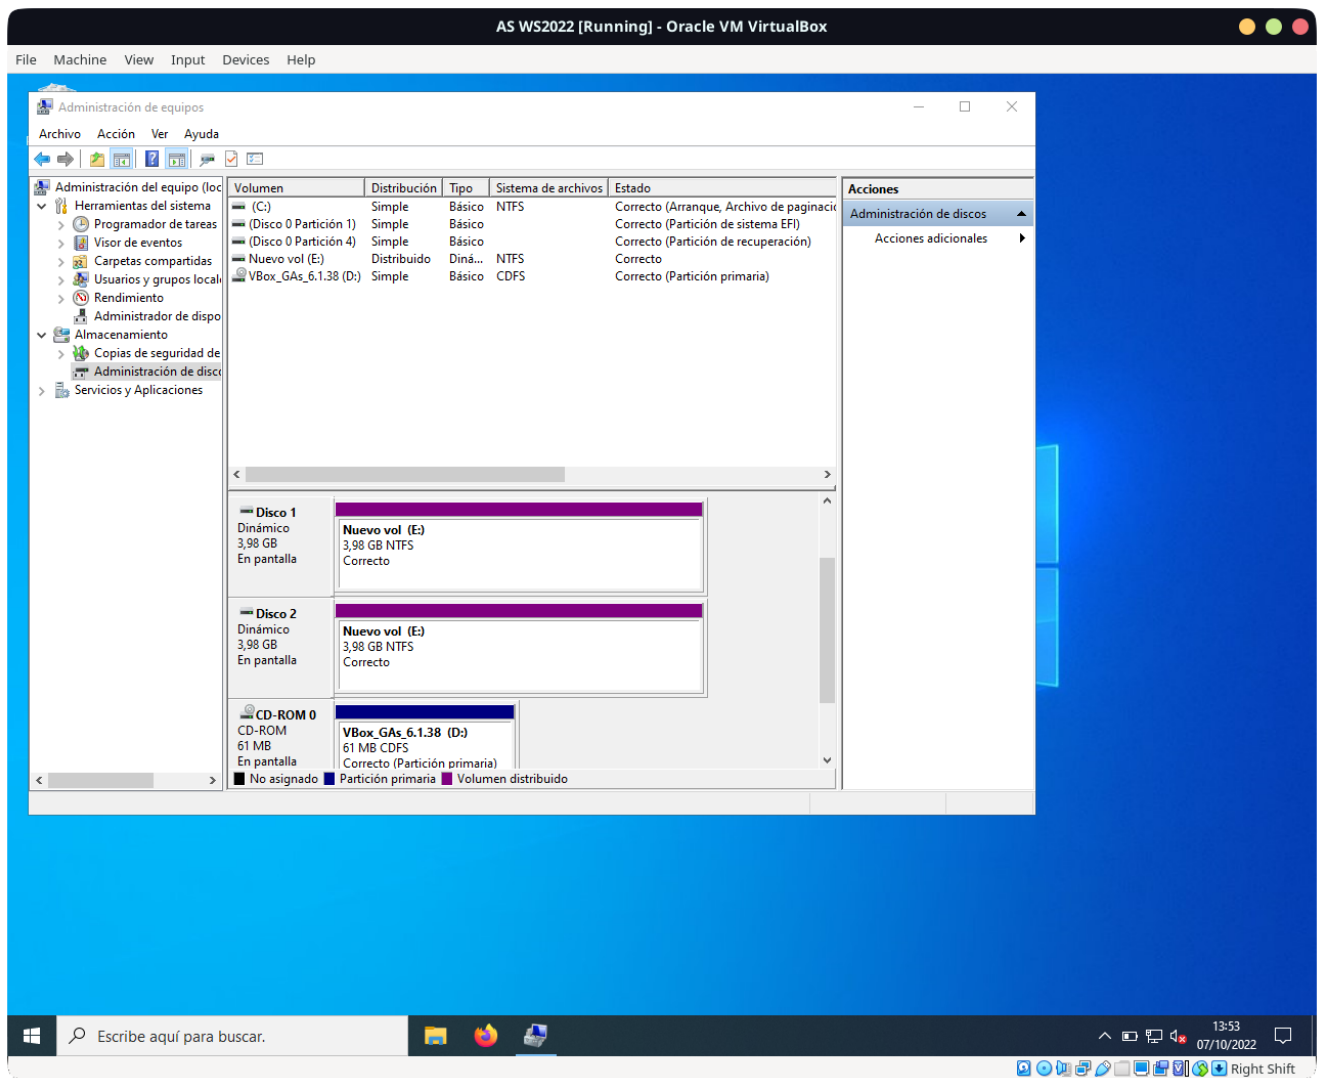 AS WS2022 [Running] - Oracle VM VirtualBox
File Machine View Input Devices Help
Administración de equipos
Archivo Acción Ver Ayuda
Administración del equipo (loc
Herramientas del sistema
Programador de tareas
Visor de eventos
Carpetas compartidas
Usuarios y grupos local
Rendimiento
Administrador de dispo
Almacenamiento
Copias de seguridad de
Administración de disc
Servicios y Aplicaciones
Volumen Distribución Tipo Sistema de archivos Estado
(C:) Simple Básico NTFS Correcto (Arranque, Archivo de paginació
(Disco 0 Partición 1) Simple Básico Correcto (Partición de sistema EFI)
(Disco 0 Partición 4) Simple Básico Correcto (Partición de recuperación)
Nuevo vol (E:) Distribuido Diná... NTFS Correcto
VBox_GAs_6.1.38 (D:) Simple Básico CDFS Correcto (Partición primaria)
Disco 1
Dinámico
3,98 GB
En pantalla
Nuevo vol (E:)
3,98 GB NTFS
Correcto
Disco 2
Dinámico
3,98 GB
En pantalla
Nuevo vol (E:)
3,98 GB NTFS
Correcto
CD-ROM 0
CD-ROM
61 MB
En pantalla
VBox_GAs_6.1.38 (D:)
61 MB CDFS
Correcto (Partición primaria)
No asignado Partición primaria Volumen distribuido
Acciones
Administración de discos
Acciones adicionales
Escribe aquí para buscar.
13:53
07/10/2022
Right Shift